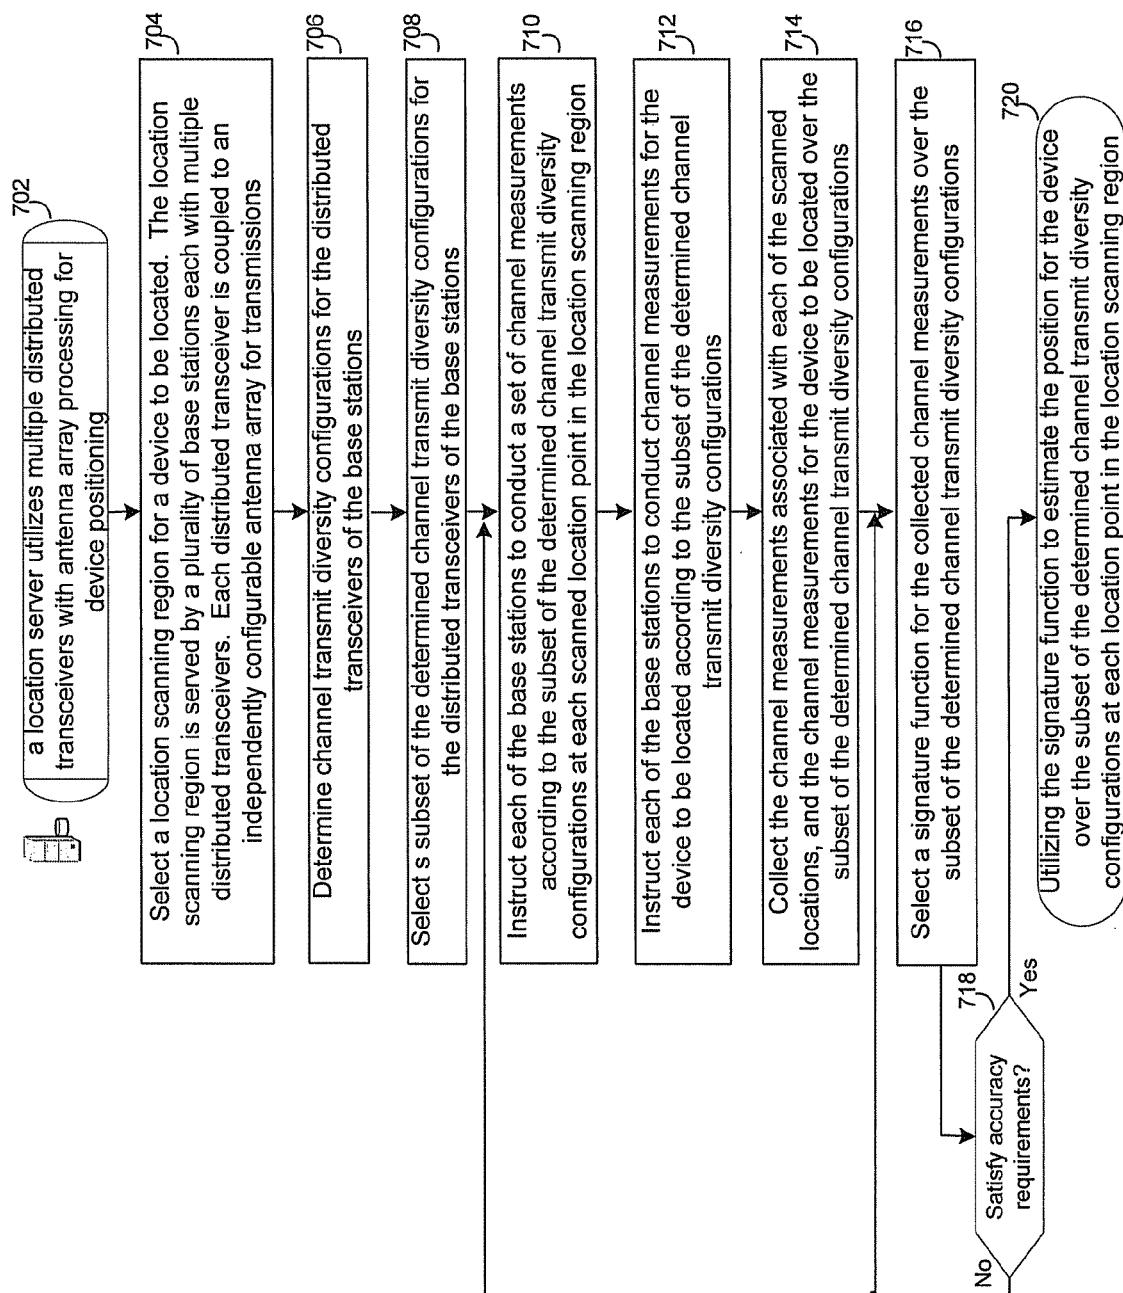 702
a location server utilizes multiple distributed
transceivers with antenna array processing for
device positioning
704
Select a location scanning region for a device to be located. The location
scanning region is served by a plurality of base stations each with multiple
distributed transceivers. Each distributed transceiver is coupled to an
independently configurable antenna array for transmissions
706
Determine channel transmit diversity configurations for the distributed
transceivers of the base stations
708
Select s subset of the determined channel transmit diversity configurations for
the distributed transceivers of the base stations
710
Instruct each of the base stations to conduct a set of channel measurements
according to the subset of the determined channel transmit diversity
configurations at each scanned location point in the location scanning region
712
Instruct each of the base stations to conduct channel measurements for the
device to be located according to the subset of the determined channel
transmit diversity configurations
714
Collect the channel measurements associated with each of the scanned
locations, and the channel measurements for the device to be located over the
subset of the determined channel transmit diversity configurations
716
Select a signature function for the collected channel measurements over the
subset of the determined channel transmit diversity configurations
718
Satisfy accuracy
requirements?
No
Yes
720
Utilizing the signature function to estimate the position for the device
over the subset of the determined channel transmit diversity
configurations at each location point in the location scanning region